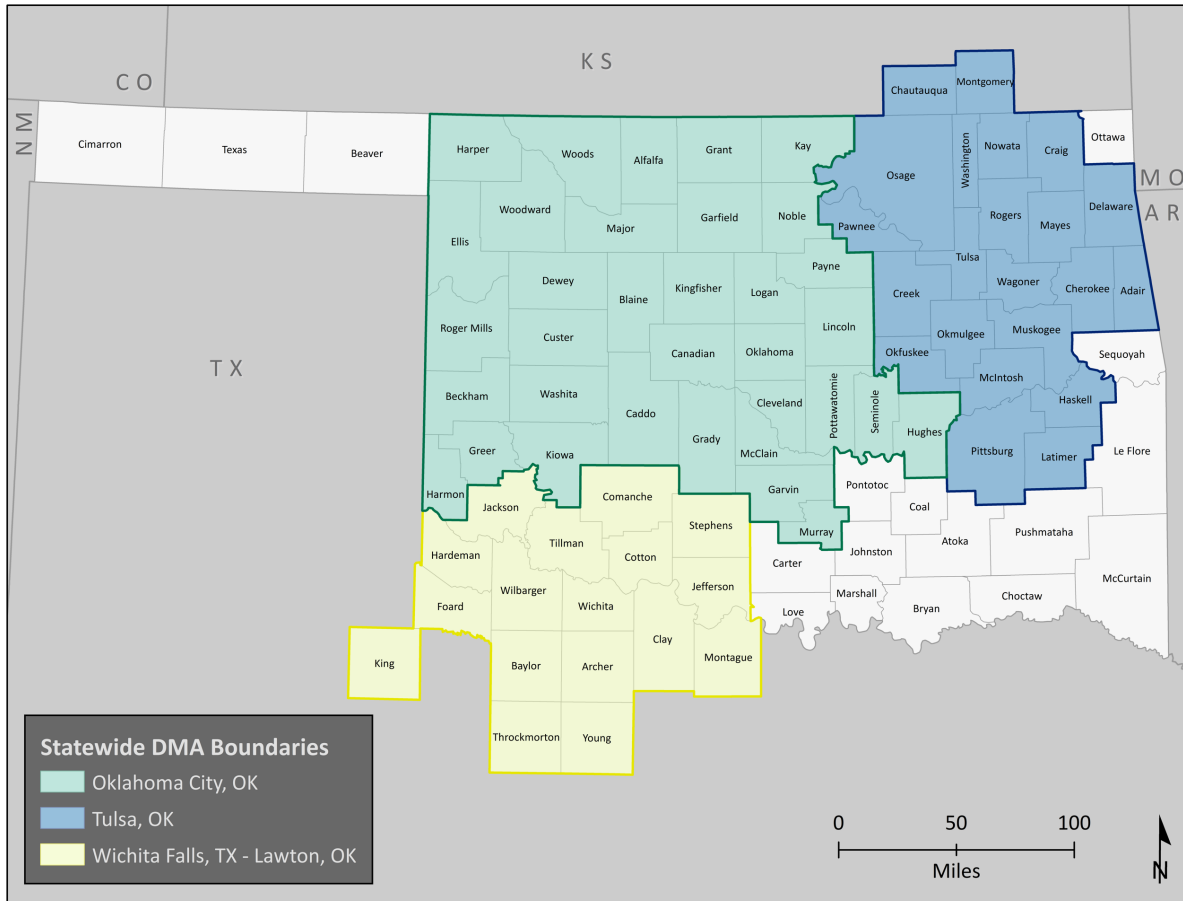 KS
CO
NM
MO
AR
TX
Chautauqua
Montgomery
Cimarron
Texas
Beaver
Harper
Woods
Alfalfa
Grant
Kay
Osage
Washington
Nowata
Craig
Ottawa
Woodward
Ellis
Major
Garfield
Noble
Pawnee
Rogers
Mayes
Delaware
Dewey
Blaine
Kingfisher
Logan
Payne
Tulsa
Creek
Wagoner
Cherokee
Adair
Roger Mills
Custer
Canadian
Oklahoma
Lincoln
Okmulgee
Muskogee
Okfuskee
Sequoyah
Beckham
Washita
Caddo
Grady
Cleveland
McClain
Pottawatomie
Seminole
Hughes
McIntosh
Haskell
Pittsburg
Latimer
Le Flore
Greer
Kiowa
Harmon
Jackson
Comanche
Garvin
Pontotoc
Coal
Stephens
Murray
Tillman
Cotton
Hardeman
Carter
Johnston
Atoka
Pushmataha
McCurtain
Foard
Wilbarger
Wichita
Jefferson
Love
Marshall
Bryan
Choctaw
King
Baylor
Archer
Clay
Montague
Throckmorton
Young
Statewide DMA Boundaries
Oklahoma City, OK
Tulsa, OK
Wichita Falls, TX - Lawton, OK
0 50 100
Miles
N